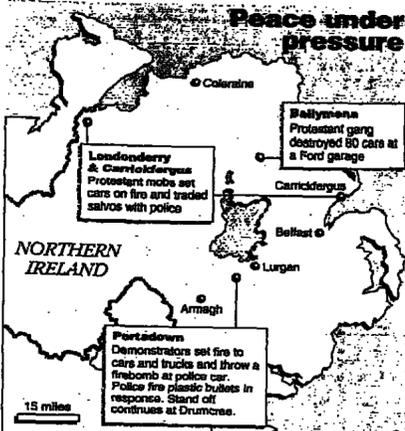 Peace under
pressure
Coleraine
Ballymena
Protestant gang
destroyed 80 cars at
a Ford garage
Londonderry
& Carrickfergus
Protestant mobs set
cars on fire and traded
salvos with police
Carrickfergus
Belfast
NORTHERN
IRELAND
Lurgan
Armagh
Portadown
Demonstrators set fire to
cars and trucks and throw a
firebomb at police car.
Police fire plastic bullets in
response. Stand off
continues at Drumcree.
15 miles